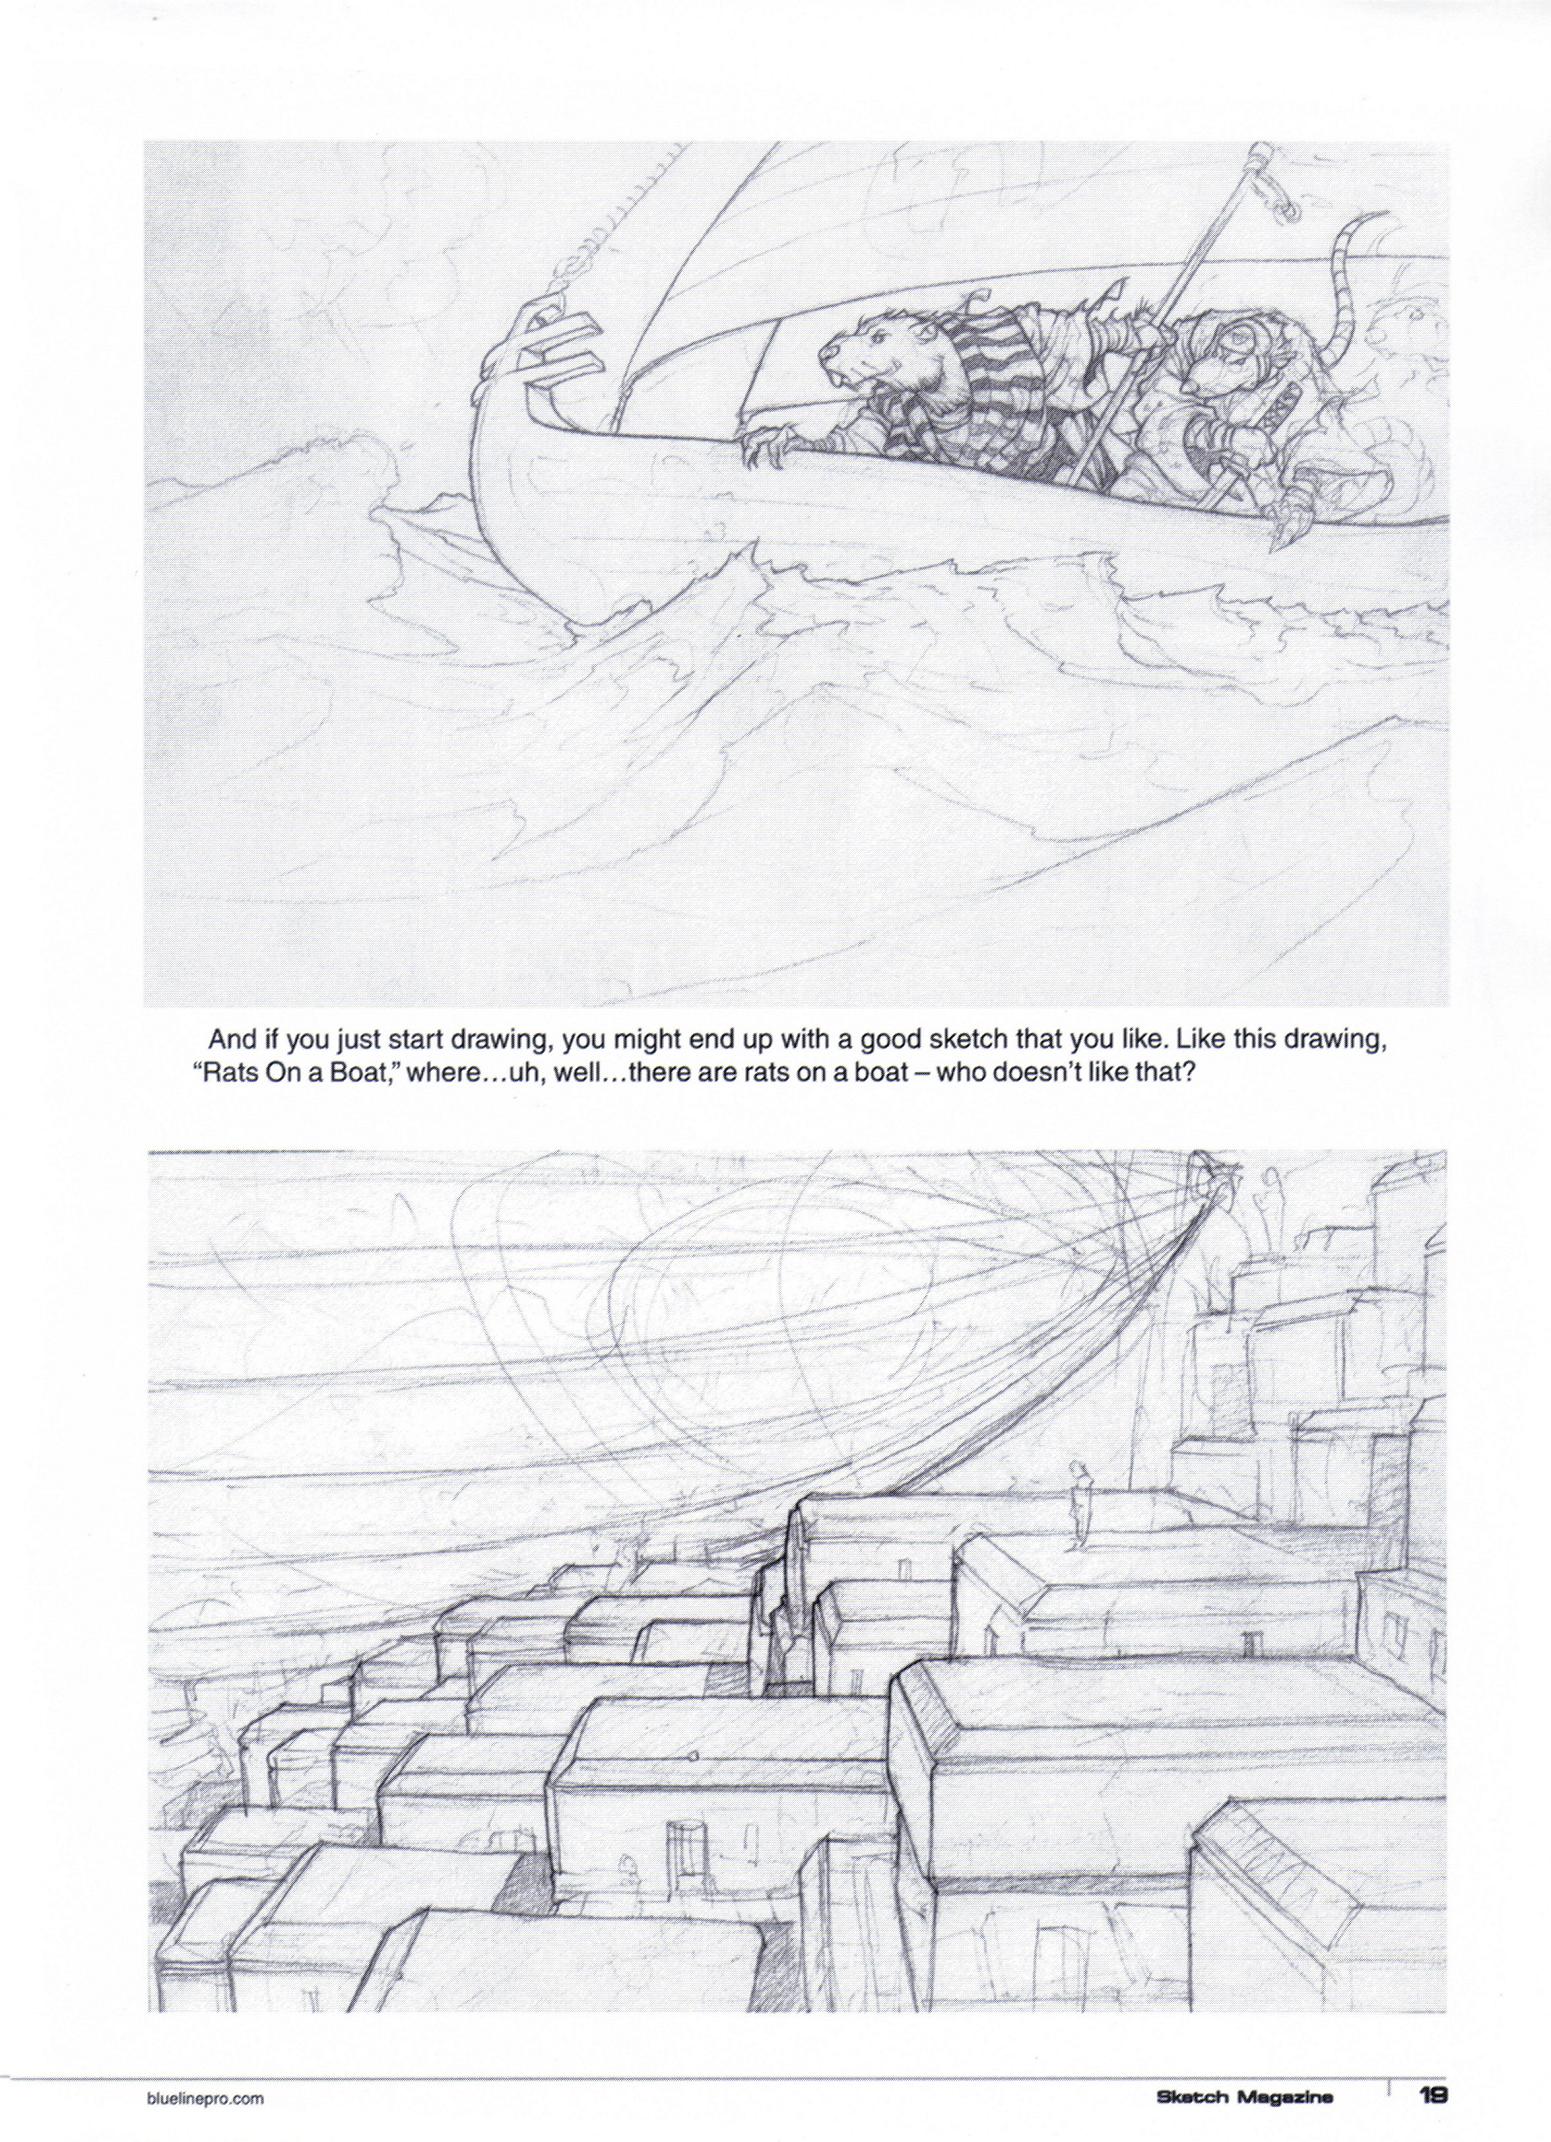 And if you just start drawing, you might end up with a good sketch that you like. Like this drawing,
“Rats On a Boat,” where…uh, well…there are rats on a boat – who doesn’t like that?
bluelinepro.com
Sketch Magazine
19